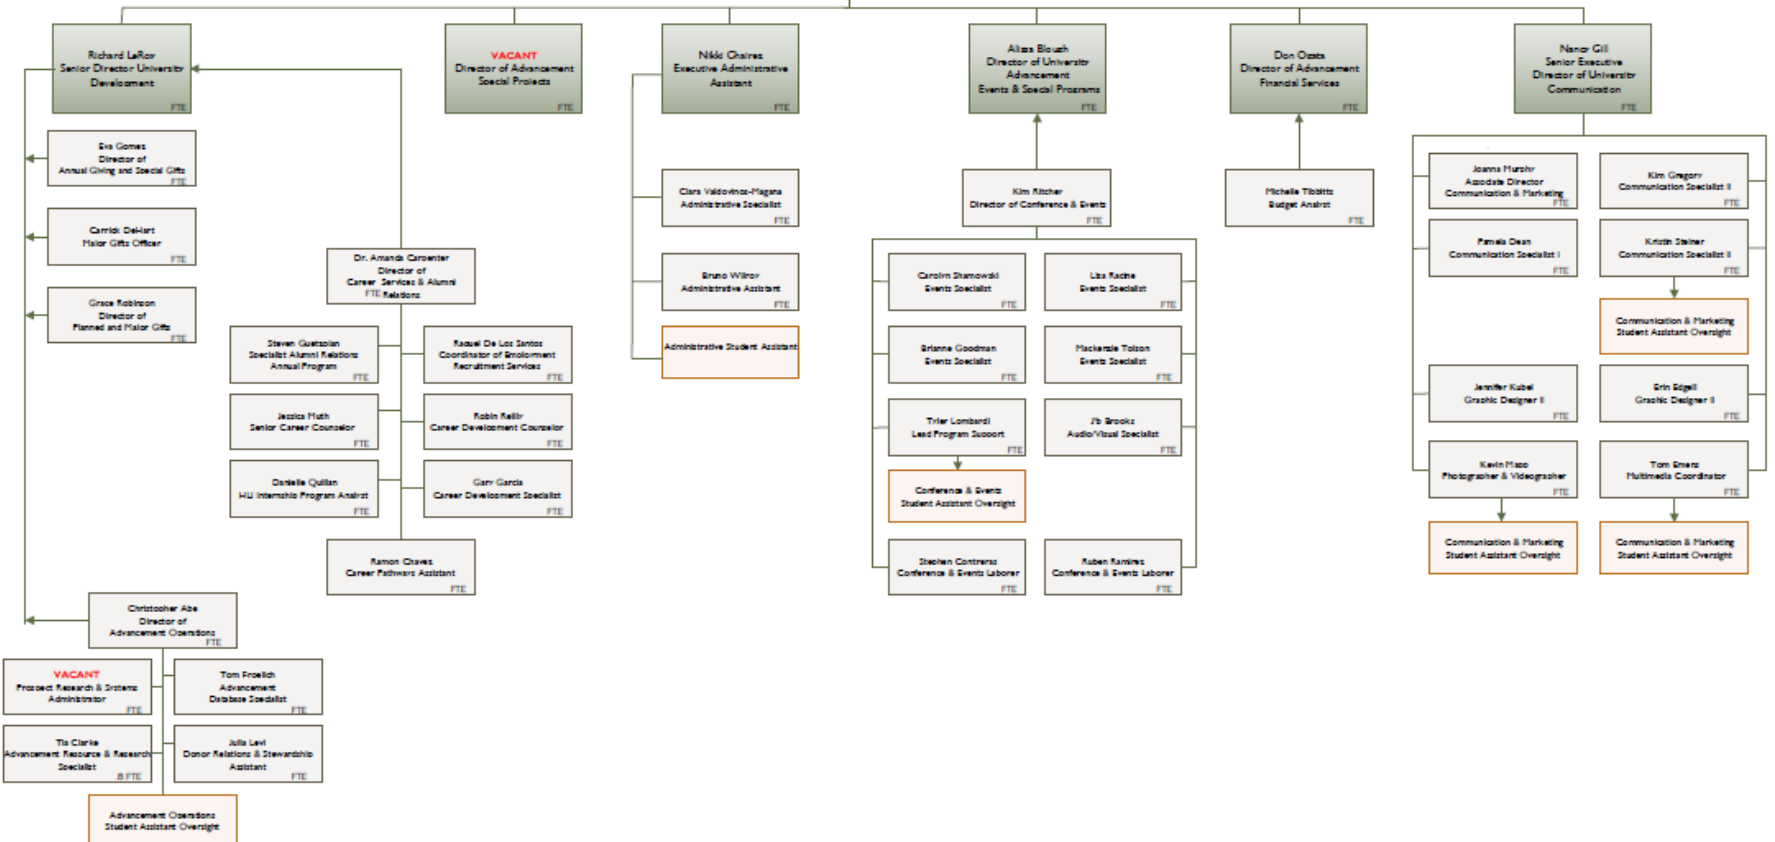 Richard LeRoy
Senior Director University
Development
FTE
VACANT
Director of Advancement
Special Projects
FTE
Nikki Chairez
Executive Administrative
Assistant
FTE
Alissa Blough
Director of University
Advancement
Events & Special Programs
FTE
Don
Director of Advancement
Financial Services
FTE
Nancy Gill
Senior Executive
Director of University
Communication
FTE
Eva Gomez
Director of
Annual Giving and Special Gifts
FTE
Carrick DeHart
Major Gifts Officer
FTE
Grace Robinson
Director of
Planned and Major Gifts
FTE
Dr. Amanda Carpenter
Director of
Career Services & Alumni
FTE Relations
Steven
Specialist Alumni Relations
Annual Program
FTE
Raquel De Los Santos
Coordinator of Employment
Recruitment Services
FTE
Jessica Muth
Senior Career Counselor
FTE
Robin Reilly
Career Development Counselor
FTE
Danielle Quillan
HLI Internship Program Analyst
FTE
Gary Garcia
Career Development Specialist
FTE
Ramon Chavez
Career Pathways Assistant
FTE
Christopher Abe
Director of
Advancement Operations
FTE
VACANT
Prospect Research & Systems
Administrator
FTE
Tom Froelich
Advancement
Database Specialist
FTE
Tia Clarke
Advancement Resource & Research
Specialist
.8 FTE
Julia Levi
Donor Relations & Stewardship
Assistant
FTE
Advancement Operations
Student Assistant Oversight
Clara Valdovinos-Magana
Administrative Specialist
FTE
Bruno Wilroy
Administrative Assistant
FTE
Administrative Student Assistant
Kim Ritcher
Director of Conference & Events
FTE
Carolyn Shamowski
Events Specialist
FTE
Lisa Racine
Events Specialist
FTE
Brianne Goodman
Events Specialist
FTE
Mackenzie Tolson
Events Specialist
FTE
Tyler Lombardi
Lead Program Support
FTE
J'b Brooks
Audio/Visual Specialist
FTE
Conference & Events
Student Assistant Oversight
Stephen Contreras
Conference & Events Laborer
FTE
Ruben Ramirez
Conference & Events Laborer
FTE
Michelle Tibbitts
Budget Analyst
FTE
Joanna Murphy
Associate Director
Communication & Marketing
FTE
Kim Gregory
Communication Specialist II
FTE
Pamela Dean
Communication Specialist I
FTE
Kristin Steiner
Communication Specialist II
FTE
Communication & Marketing
Student Assistant Oversight
Jennifer Kubel
Graphic Designer II
FTE
Erin Edgell
Graphic Designer II
FTE
Kevin Mapp
Photographer & Videographer
FTE
Tom Emens
Multimedia Coordinator
FTE
Communication & Marketing
Student Assistant Oversight
Communication & Marketing
Student Assistant Oversight